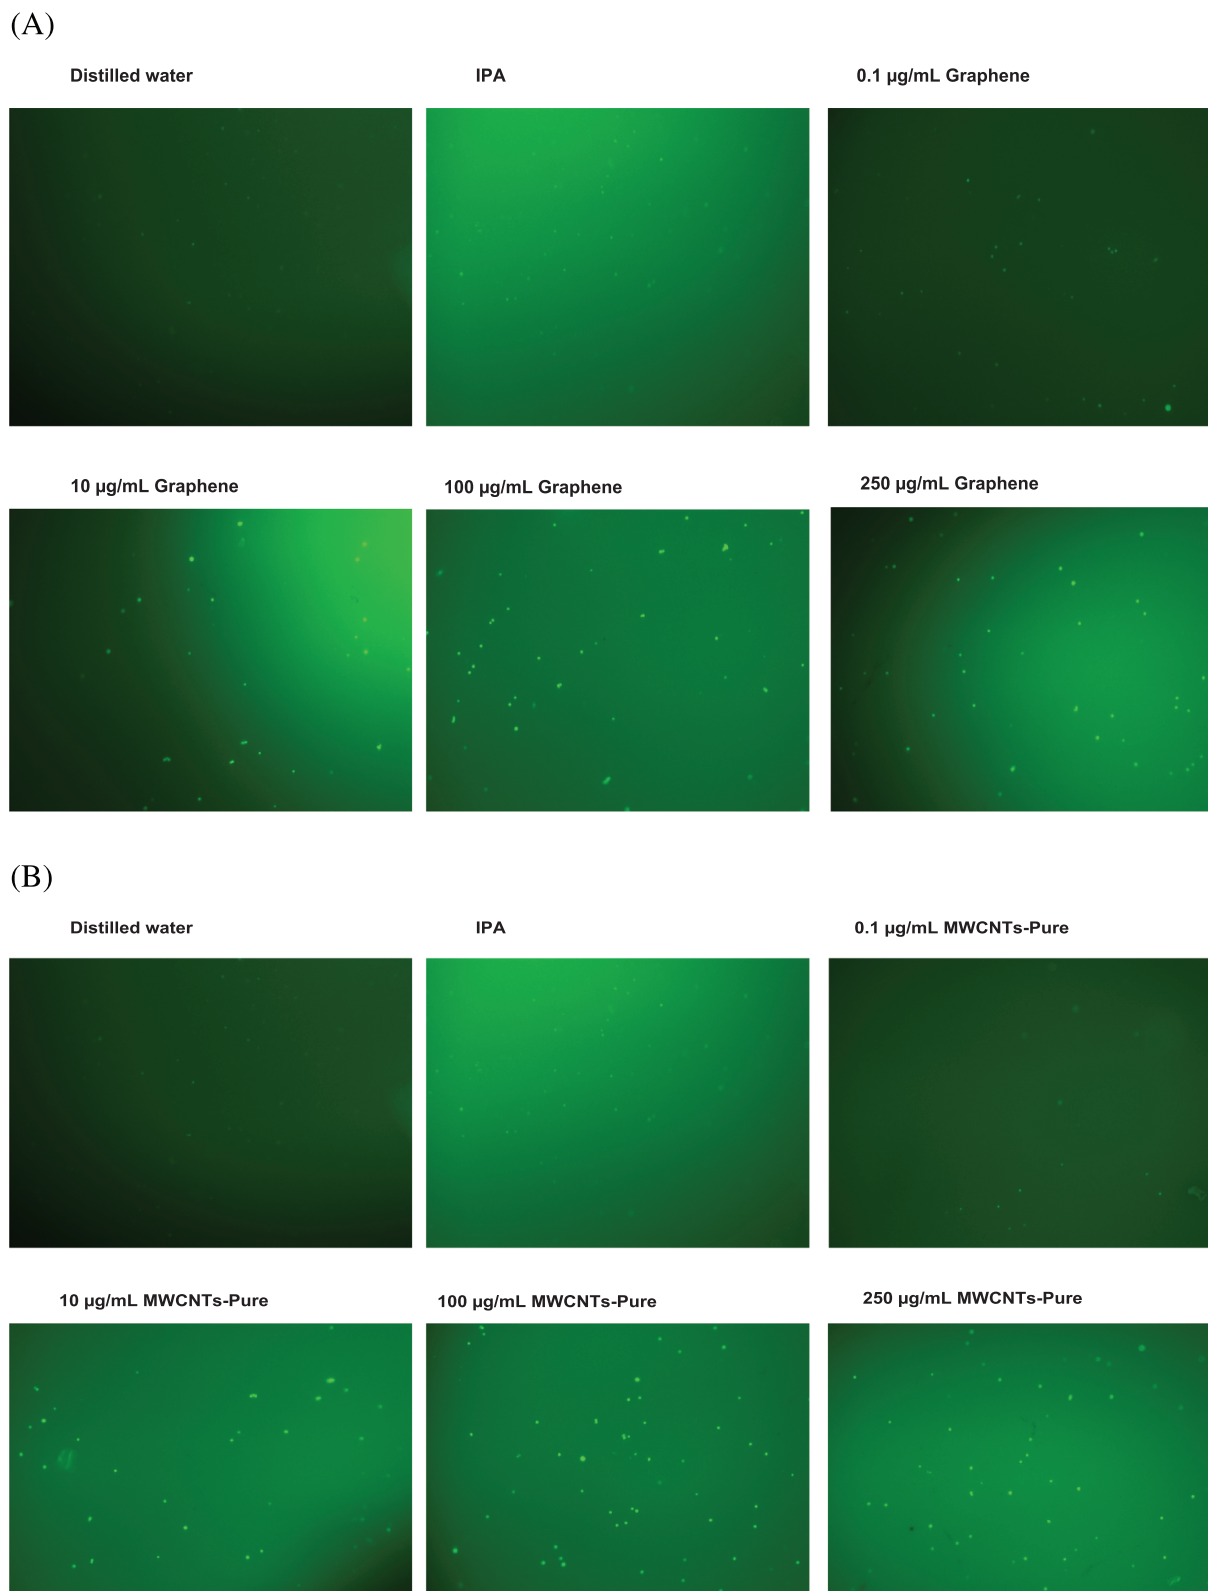 (A)
Distilled water IPA 0.1 µg/mL Graphene
10 µg/mL Graphene 100 µg/mL Graphene 250 µg/mL Graphene
(B)
Distilled water IPA 0.1 µg/mL MWCNTs-Pure
10 µg/mL MWCNTs-Pure 100 µg/mL MWCNTs-Pure 250 µg/mL MWCNTs-Pure